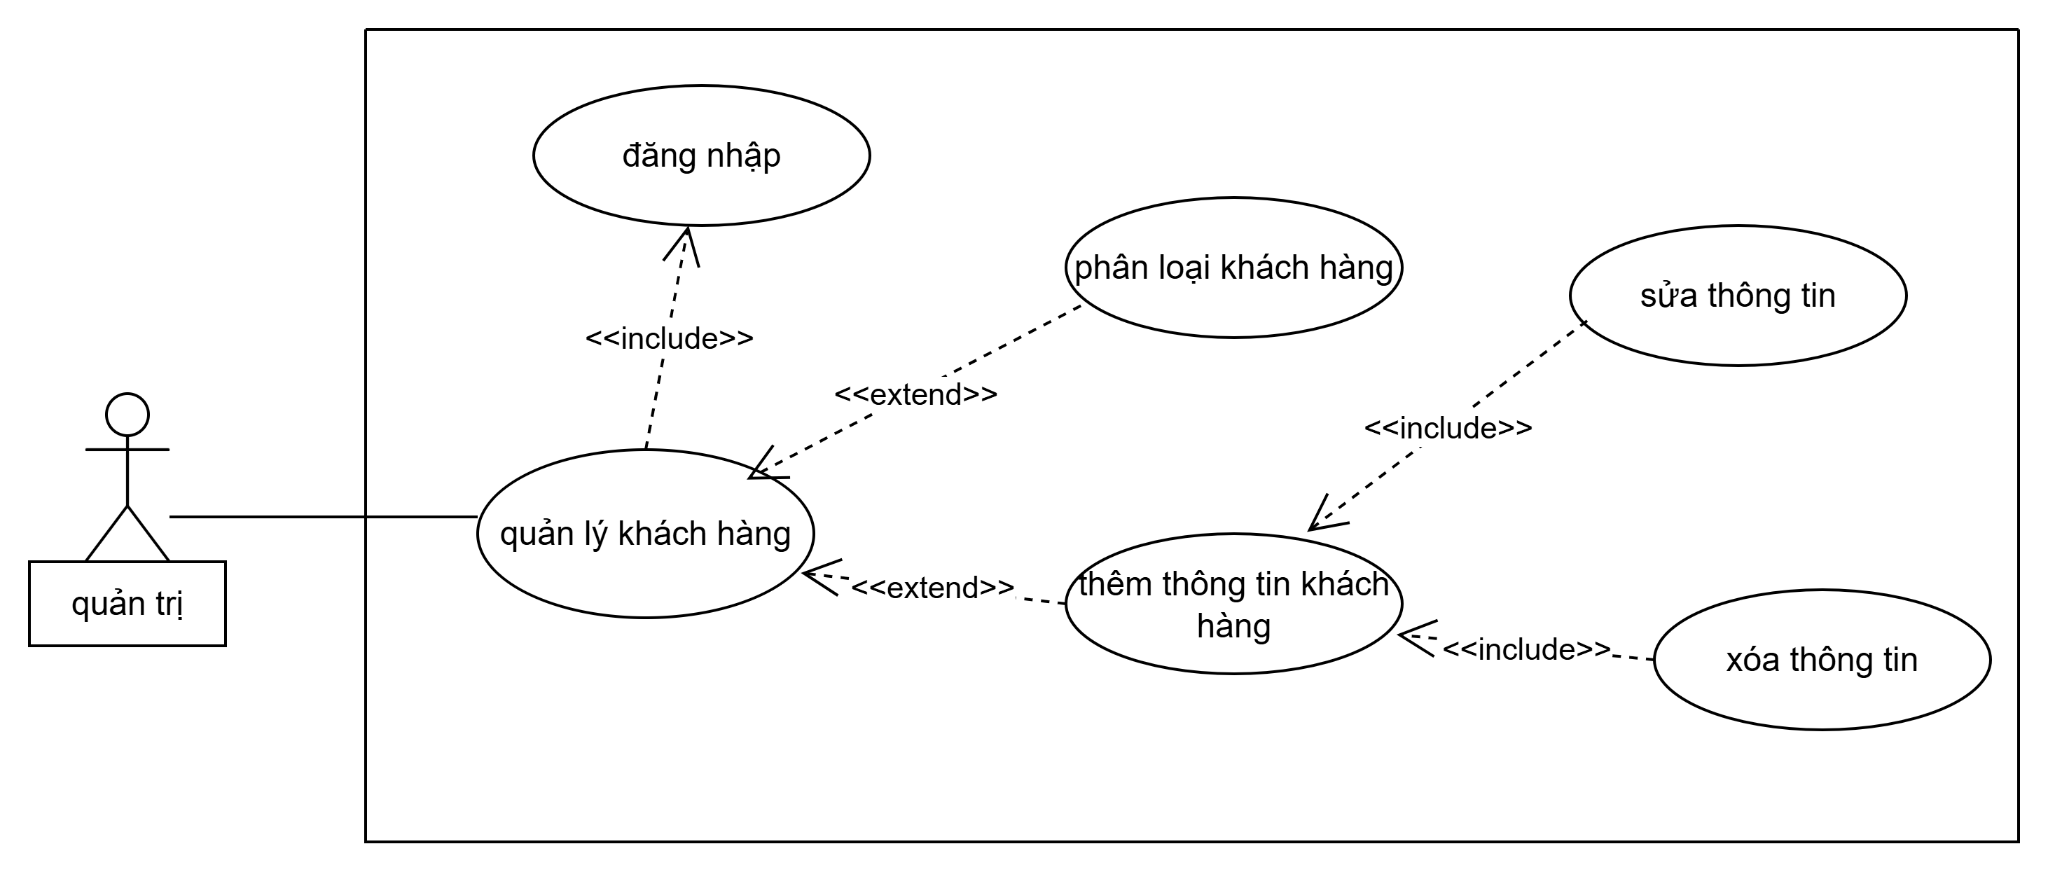 đăng nhập
phân loại khách hàng
sửa thông tin
<<include>>
<<extend>>
<<include>>
quản lý khách hàng
<<extend>>
thêm thông tin khách
hàng
quản trị
<<include>>
xóa thông tin